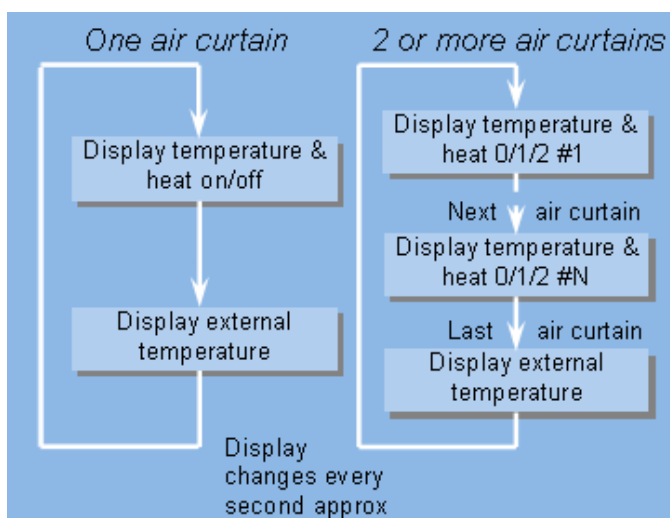 One air curtain
Display temperature &
heat on/off
Display external
temperature
2 or more air curtains
Display temperature &
heat 0/1/2 #1
Next air curtain
Display temperature &
heat 0/1/2 #N
Last air curtain
Display external
temperature
Display
changes every
second approx